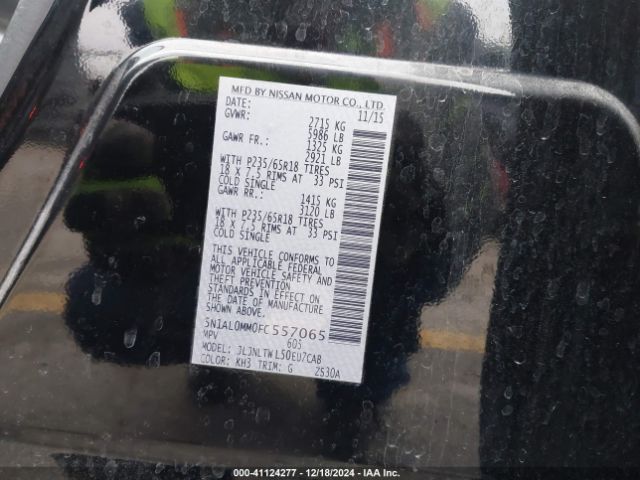 MFD BY NISSAN MOTOR CO., LTD.
DATE: 11/15
GVWR: 2715 KG
5986 LB
GAWR FR.: 1325 KG
2921 LB
WITH P235/65R18 TIRES
18 X 7.5 RIMS AT 33 PSI
COLD SINGLE
GAWR RR.: 1415 KG
3120 LB
WITH P235/65R18 TIRES
18 X 7.5 RIMS AT 33 PSI
COLD SINGLE
THIS VEHICLE CONFORMS TO
ALL APPLICABLE FEDERAL
MOTOR VEHICLE SAFETY AND
THEFT PREVENTION
STANDARDS IN EFFECT ON
THE DATE OF MANUFACTURE
SHOWN ABOVE.
5N1AL0MM0FC557065
MPV 605
MODEL: JLJNLTWL50EUZCAB
COLOR: KH3 TRIM: G ZS30A
000-41124277 - 12/18/2024 - IAA Inc.